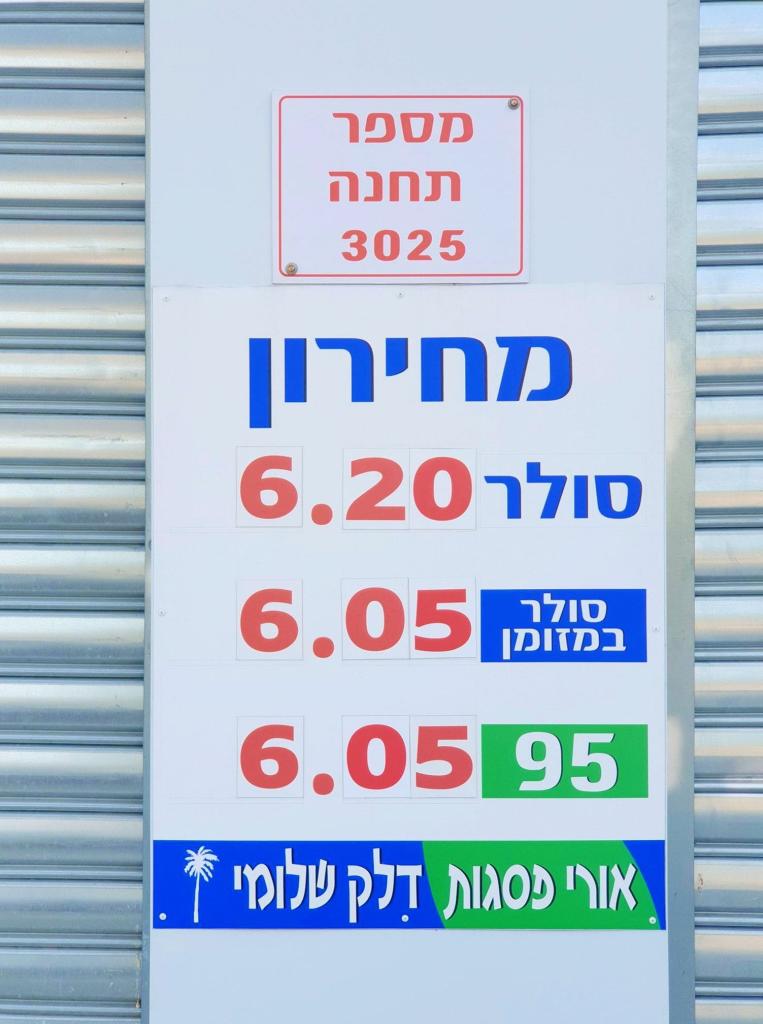 מספר
תחנה
3025
מחירון
סולר 6.20
סולר
במזומן 6.05
95 6.05
אורי פסגות דלק שלומי